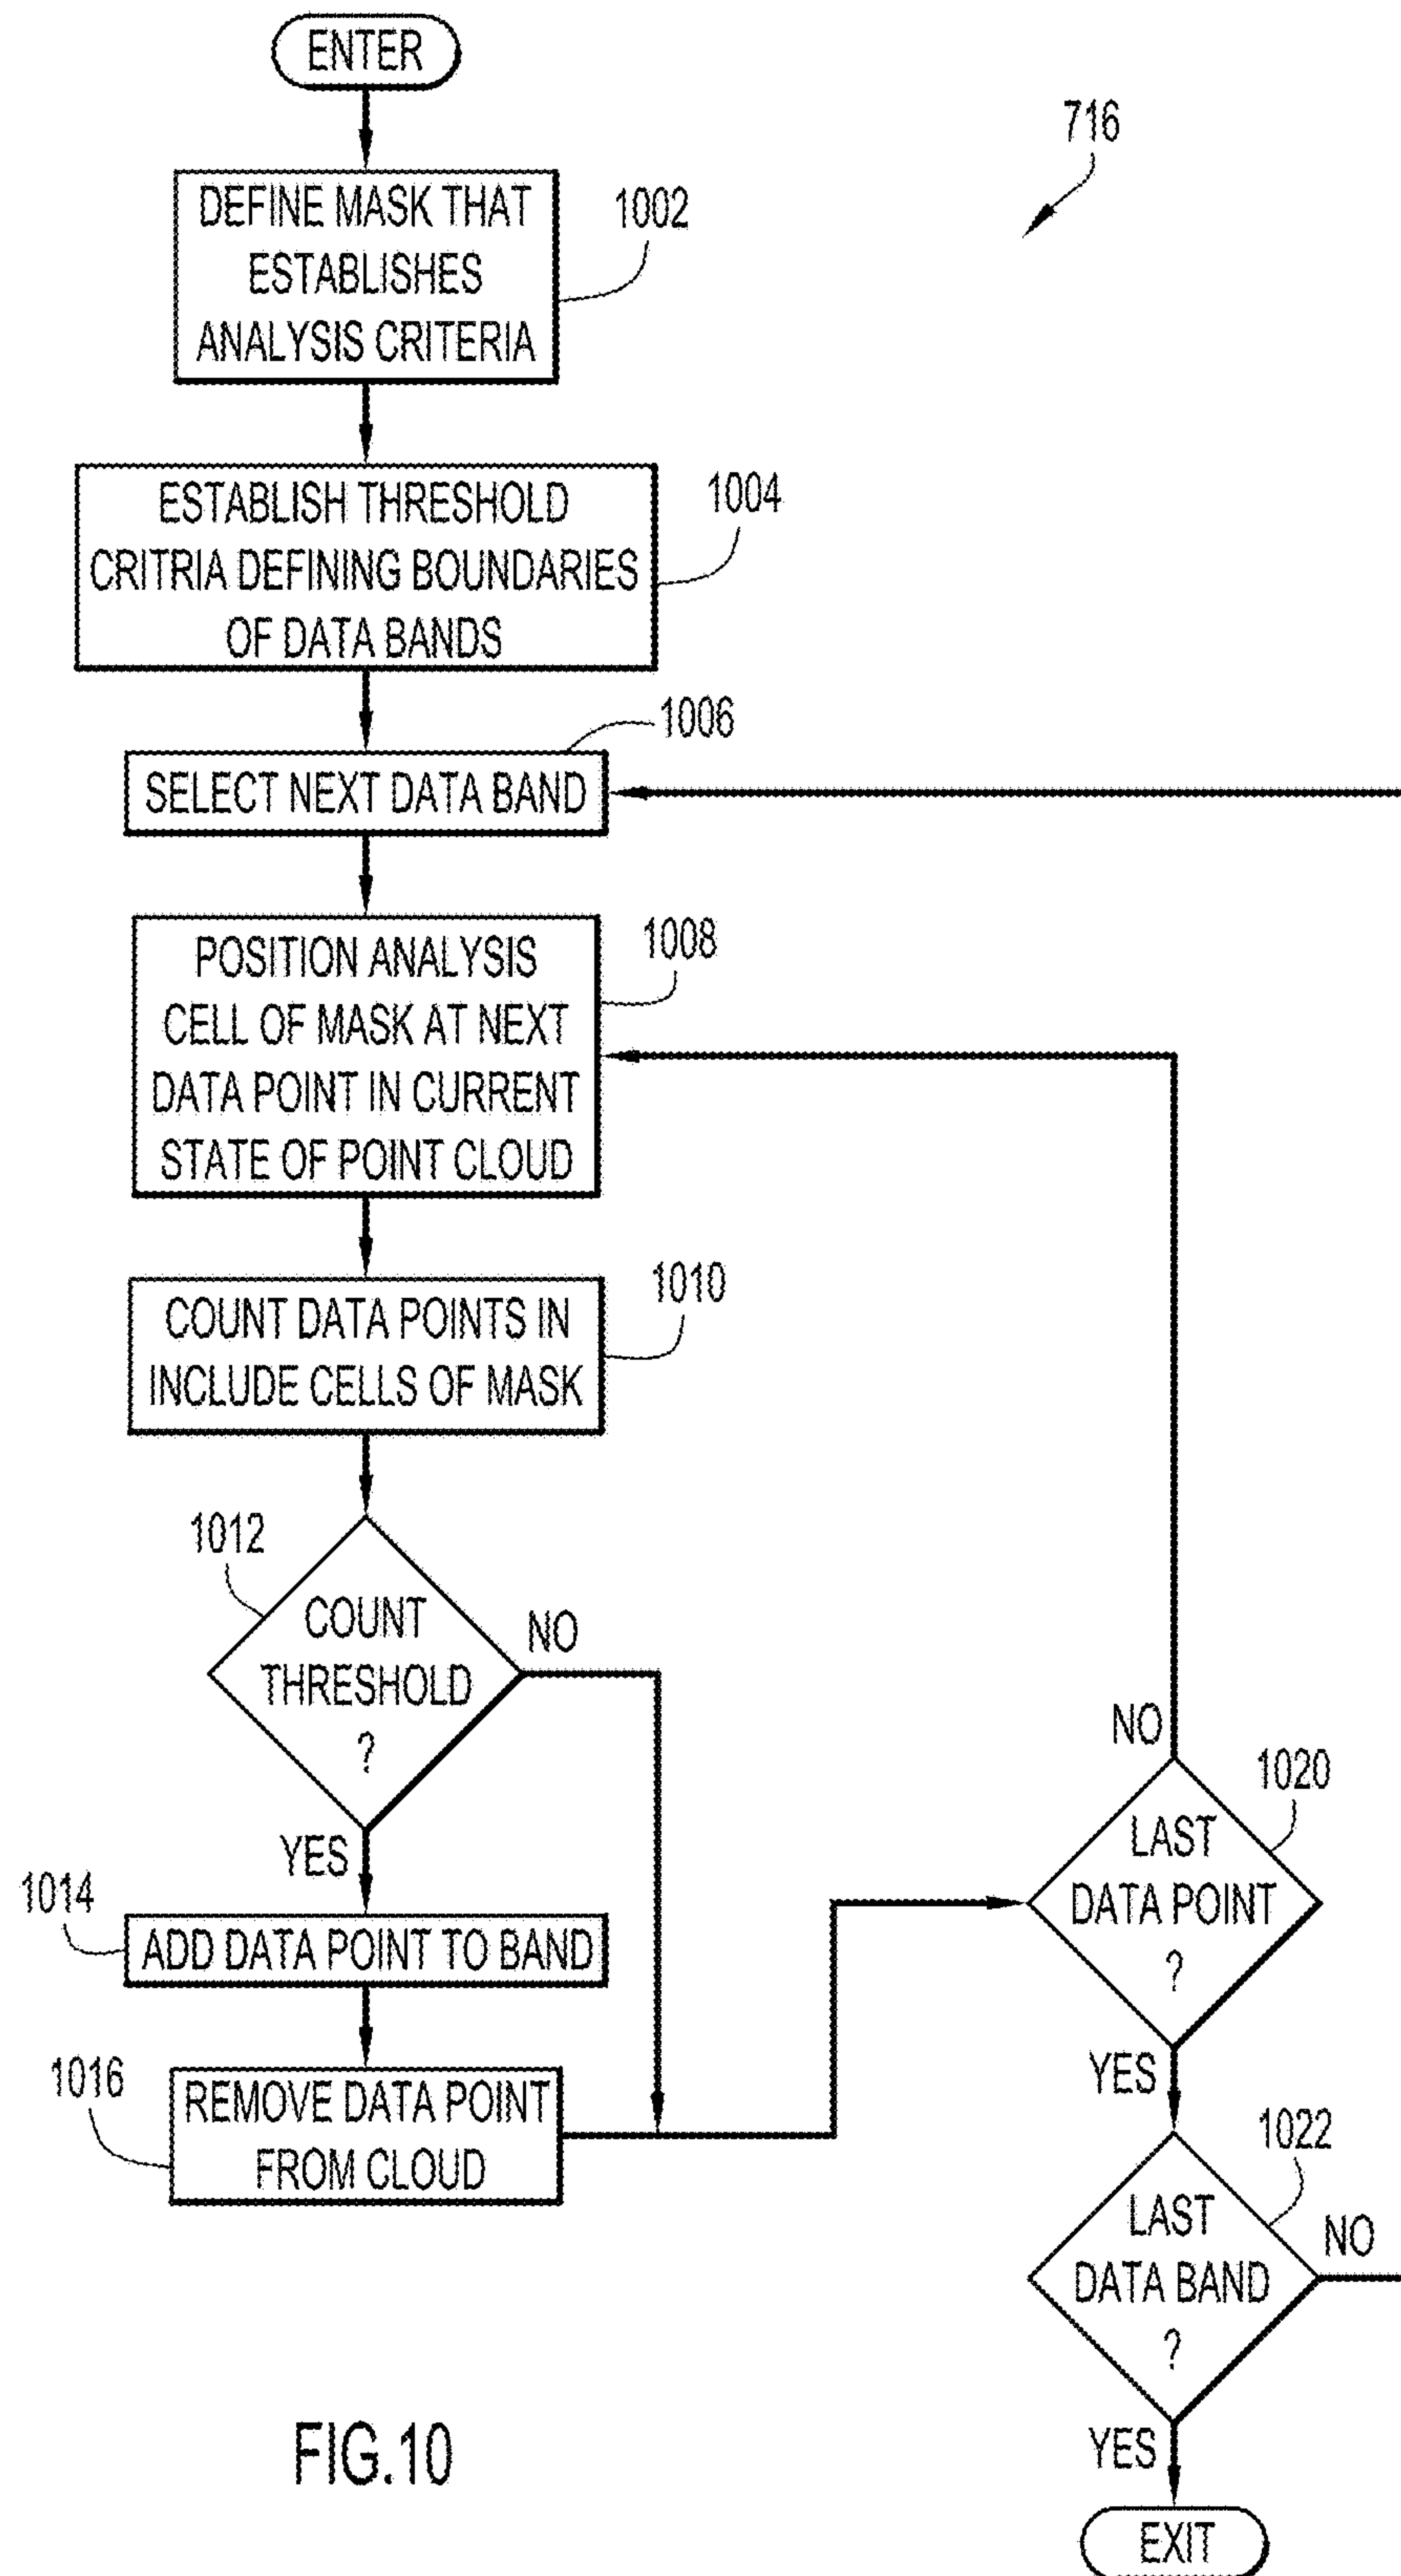 ENTER
716
DEFINE MASK THAT
ESTABLISHES
ANALYSIS CRITERIA
1002
ESTABLISH THRESHOLD
CRITRIA DEFINING BOUNDARIES
OF DATA BANDS
1004
1006
SELECT NEXT DATA BAND
POSITION ANALYSIS
CELL OF MASK AT NEXT
DATA POINT IN CURRENT
STATE OF POINT CLOUD
1008
COUNT DATA POINTS IN
INCLUDE CELLS OF MASK
1010
1012
COUNT
THRESHOLD
?
NO
YES
1014
ADD DATA POINT TO BAND
1016
REMOVE DATA POINT
FROM CLOUD
NO
1020
LAST
DATA POINT
?
YES
1022
LAST
DATA BAND
?
NO
YES
EXIT
FIG.10